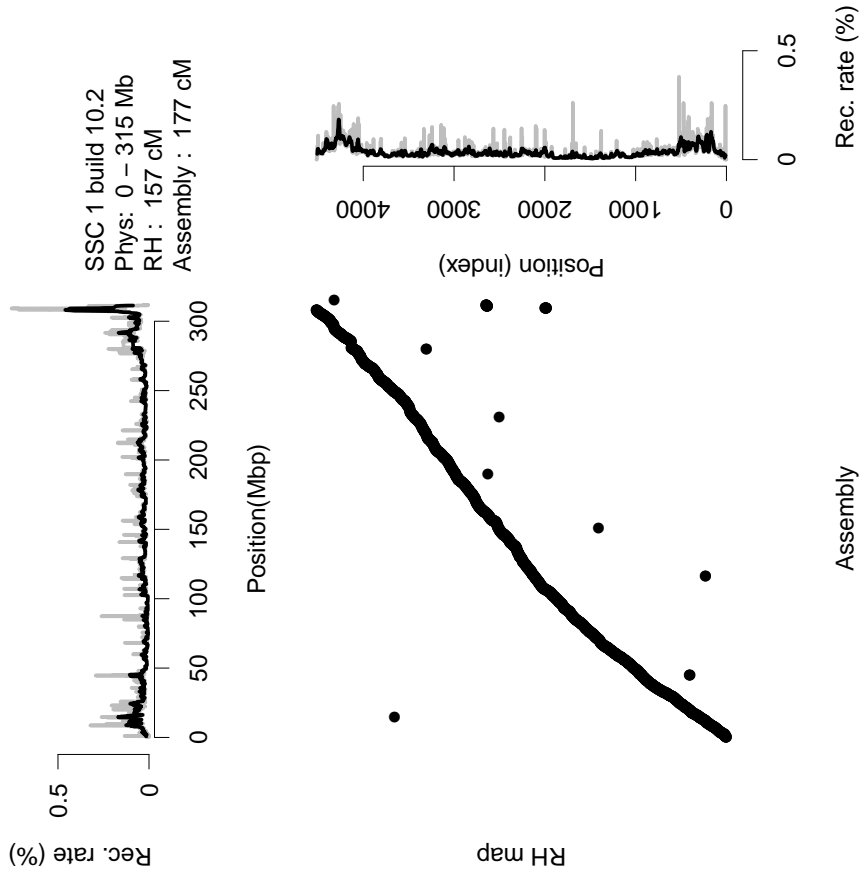 SSC 1 build 10.2
Phys: 0 – 315 Mb
RH : 157 cM
Assembly : 177 cM
Rec. rate (%)
0.5
0
0
50
100
150
200
250
300
Position(Mbp)
RH map
Assembly
Position (index)
4000
3000
2000
1000
0
0
0.5
Rec. rate (%)